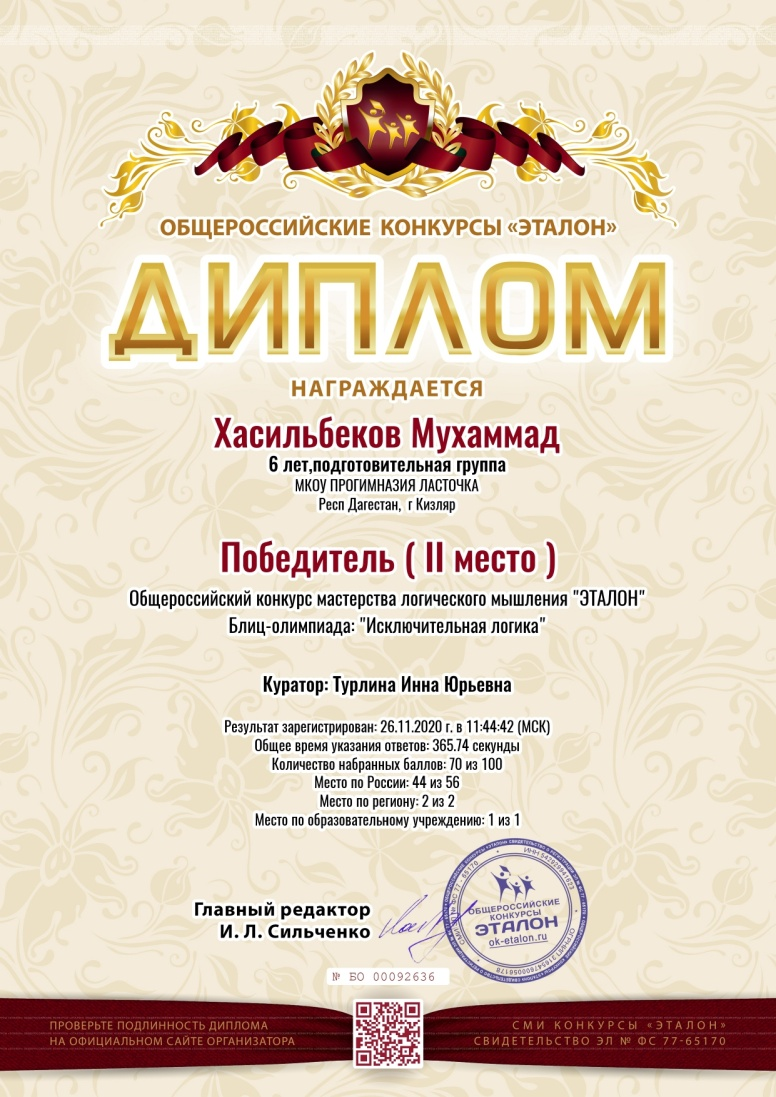 ОБЩЕРОССИЙСКИЕ КОНКУРСЫ «ЭТАЛОН»
ДИПЛОМ
НАГРАЖДАЕТСЯ
Хасильбеков Мухаммад
6 лет,подготовительная группа
МКОУ ПРОГИМНАЗИЯ ЛАСТОЧКА
Респ Дагестан, г Кизляр
Победитель ( II место )
Общероссийский конкурс мастерства логического мышления "ЭТАЛОН"
Блиц-олимпиада: "Исключительная логика"
Куратор: Турлина Инна Юрьевна
Результат зарегистрирован: 26.11.2020 г. в 11:44:42 (МСК)
Общее время указания ответов: 365.74 секунды
Количество набранных баллов: 70 из 100
Место по России: 44 из 56
Место по региону: 2 из 2
Место по образовательному учреждению: 1 из 1
Главный редактор
И. Л. Сильченко
ОБЩЕРОССИЙСКИЕ
КОНКУРСЫ
ЭТАЛОН
ok-etalon.ru
№ БО 00092636
ПРОВЕРЬТЕ ПОДЛИННОСТЬ ДИПЛОМА
НА ОФИЦИАЛЬНОМ САЙТЕ ОРГАНИЗАТОРА
СМИ КОНКУРСЫ «ЭТАЛОН»
СВИДЕТЕЛЬСТВО ЭЛ № ФС 77-65170